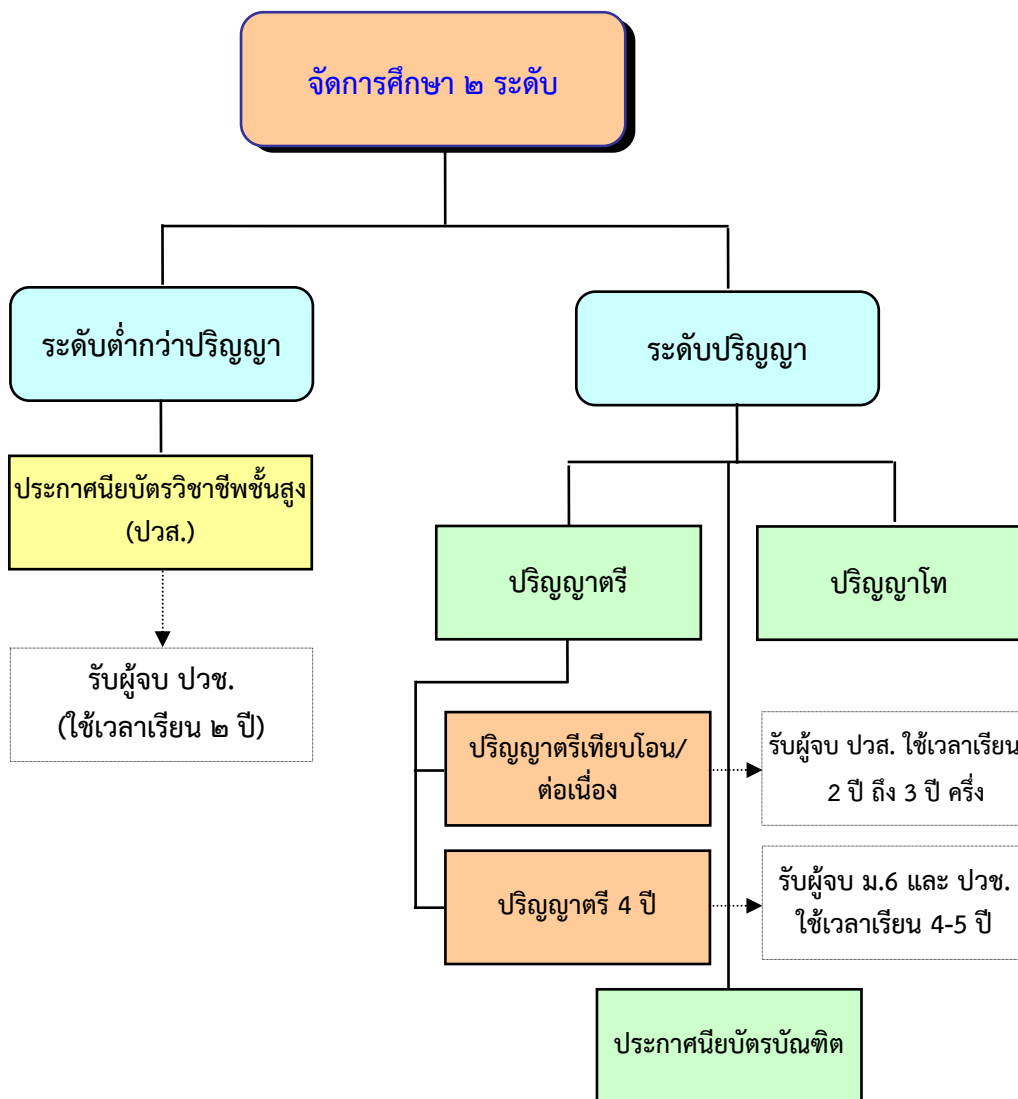 จัดการศึกษา ๒ ระดับ
ระดับต่ำกว่าปริญญา
ระดับปริญญา
ประกาศนียบัตรวิชาชีพชั้นสูง
(ปวส.)
ปริญญาตรี
ปริญญาโท
รับผู้จบ ปวช.
(ใช้เวลาเรียน ๒ ปี)
ปริญญาตรีเทียบโอน/
ต่อเนื่อง
รับผู้จบ ปวส. ใช้เวลาเรียน
2 ปี ถึง 3 ปี ครึ่ง
ปริญญาตรี 4 ปี
รับผู้จบ ม.6 และ ปวช.
ใช้เวลาเรียน 4-5 ปี
ประกาศนียบัตรบัณฑิต